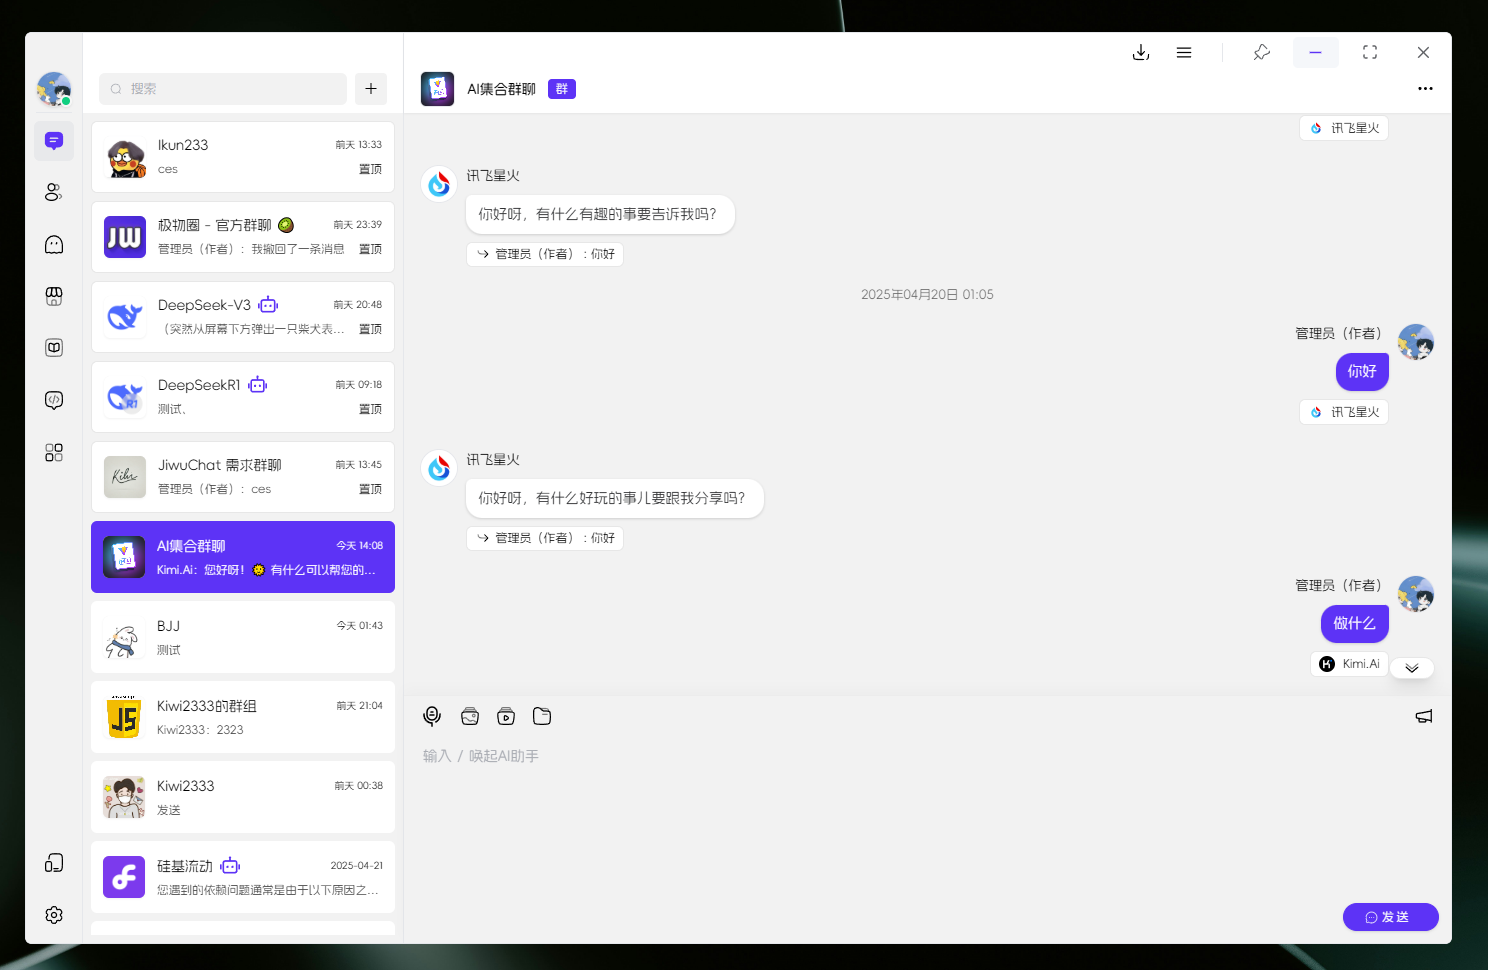 搜索
Ikun233
前天 13:33
ces
置顶
JW
极物圈 - 官方群聊
前天 23:39
管理员（作者）：我撤回了一条消息
置顶
DeepSeek-V3
前天 20:48
（突然从屏幕下方弹出一只柴犬表...
置顶
R1
DeepSeekR1
前天 09:18
测试、
置顶
JiwuChat 需求群聊
前天 13:45
管理员（作者）：ces
置顶
AI集合群聊
今天 14:08
Kimi.Ai：您好呀！ 有什么可以帮您的...
BJJ
今天 01:43
测试
JS
Kiwi2333的群组
前天 21:04
Kiwi2333：2323
Kiwi2333
前天 00:38
发送
硅基流动
2025-04-21
您遇到的依赖问题通常是由于以下原因之...
AI集合群聊
群
讯飞星火
讯飞星火
你好呀，有什么有趣的事要告诉我吗？
管理员（作者）：你好
2025年04月20日 01:05
管理员（作者）
你好
讯飞星火
讯飞星火
你好呀，有什么好玩的事儿要跟我分享吗？
管理员（作者）：你好
管理员（作者）
做什么
Kimi.Ai
输入 / 唤起AI助手
发送